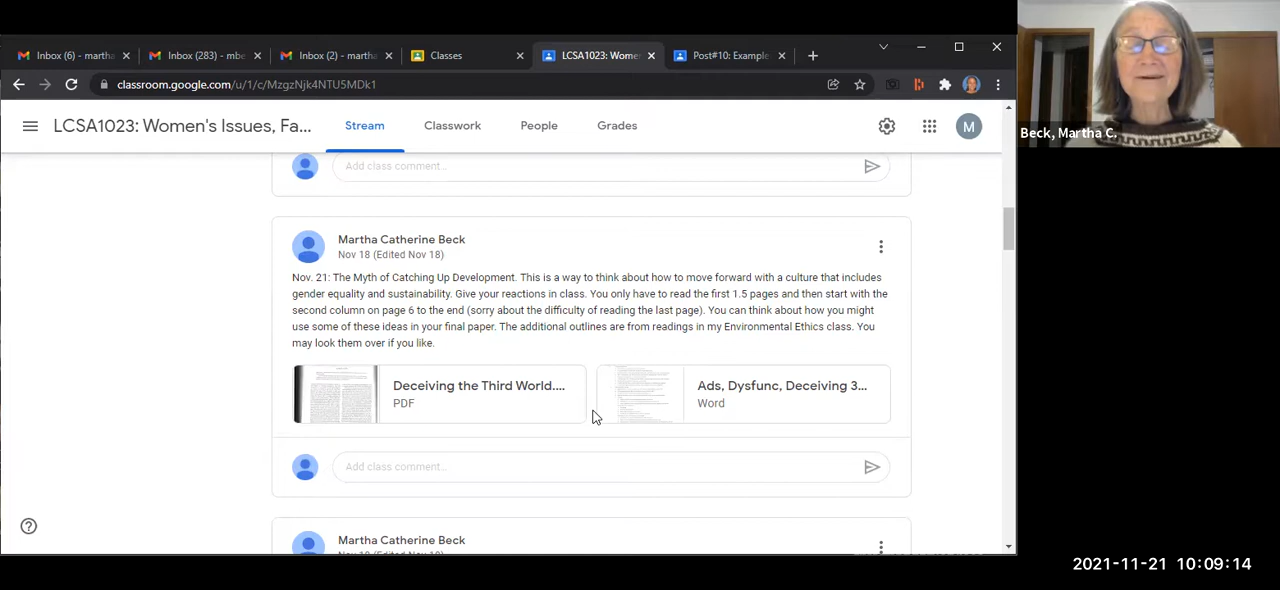 Inbox (6) - martha
Inbox (283) - mbe
Inbox (2) - martha
Classes
LCSA1023: Wome
Post#10: Example
classroom.google.com/u/1/c/MzgzNjk4NTU5MDk1
LCSA1023: Women's Issues, Fa...
Stream
Classwork
People
Grades
M
Beck, Martha C.
Add class comment...
Martha Catherine Beck
Nov 18 (Edited Nov 18)
Nov. 21: The Myth of Catching Up Development. This is a way to think about how to move forward with a culture that includes
gender equality and sustainability. Give your reactions in class. You only have to read the first 1.5 pages and then start with the
second column on page 6 to the end (sorry about the difficulty of reading the last page). You can think about how you might
use some of these ideas in your final paper. The additional outlines are from readings in my Environmental Ethics class. You
may look them over if you like.
Deceiving the Third World....
PDF
Ads, Dysfunc, Deceiving 3...
Word
Add class comment...
Martha Catherine Beck
Nov 18 (Edited Nov 18)
2021-11-21 10:09:14